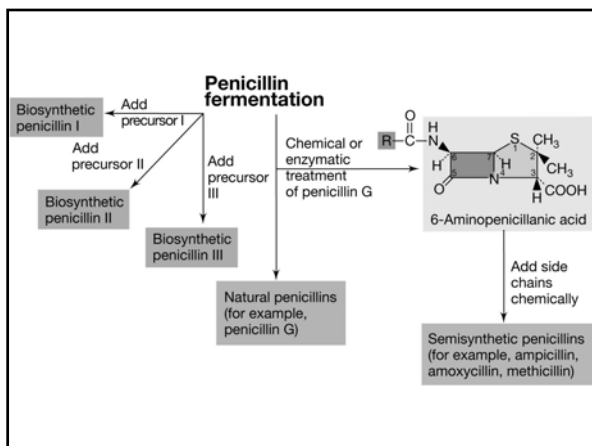 Penicillin
fermentation
Biosynthetic
penicillin I
Add
precursor I
Add
precursor II
Biosynthetic
penicillin II
Add
precursor
III
Biosynthetic
penicillin III
Chemical or
enzymatic
treatment
of penicillin G
Natural penicillins
(for example,
penicillin G)
O
H
R C N
S
1
CH₃
H 6 7 H 2
CH₃
5 N 4 3
O
H COOH
6-Aminopenicillanic acid
Add side
chains
chemically
Semisynthetic penicillins
(for example, ampicillin,
amoxycillin, methicillin)